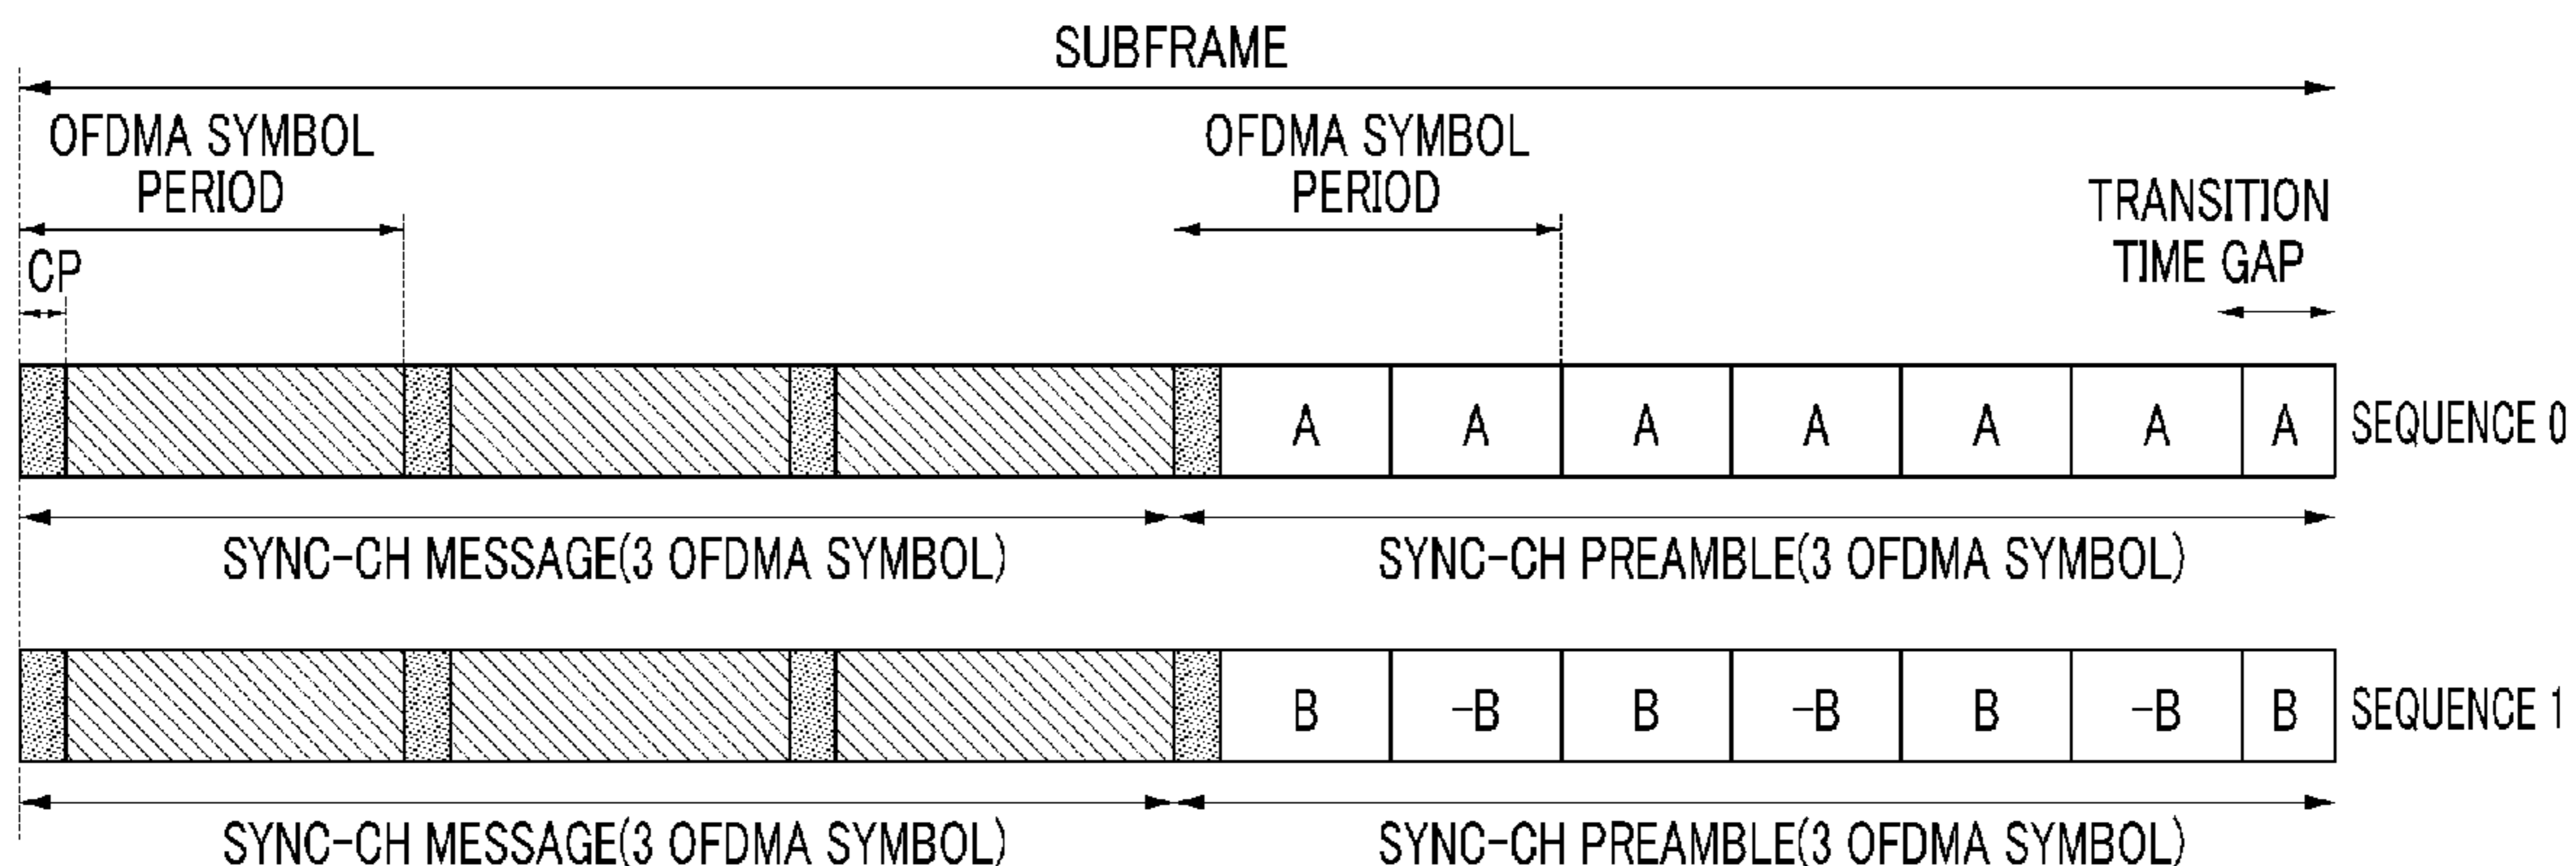 SUBFRAME
OFDMA SYMBOL
PERIOD
OFDMA SYMBOL
PERIOD
TRANSITION
TIME GAP
CP
A A A A A A A SEQUENCE 0
SYNC-CH MESSAGE(3 OFDMA SYMBOL) SYNC-CH PREAMBLE(3 OFDMA SYMBOL)
B -B B -B B -B B SEQUENCE 1
SYNC-CH MESSAGE(3 OFDMA SYMBOL) SYNC-CH PREAMBLE(3 OFDMA SYMBOL)